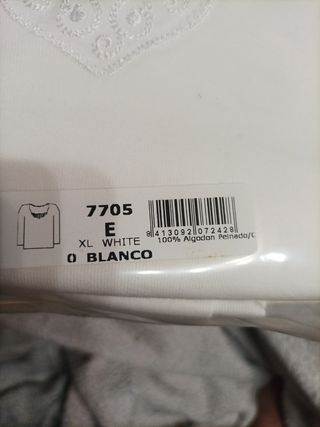 7705
E
XL WHITE
0 BLANCO
8 413092 072428
100% Algodon Peinado/C